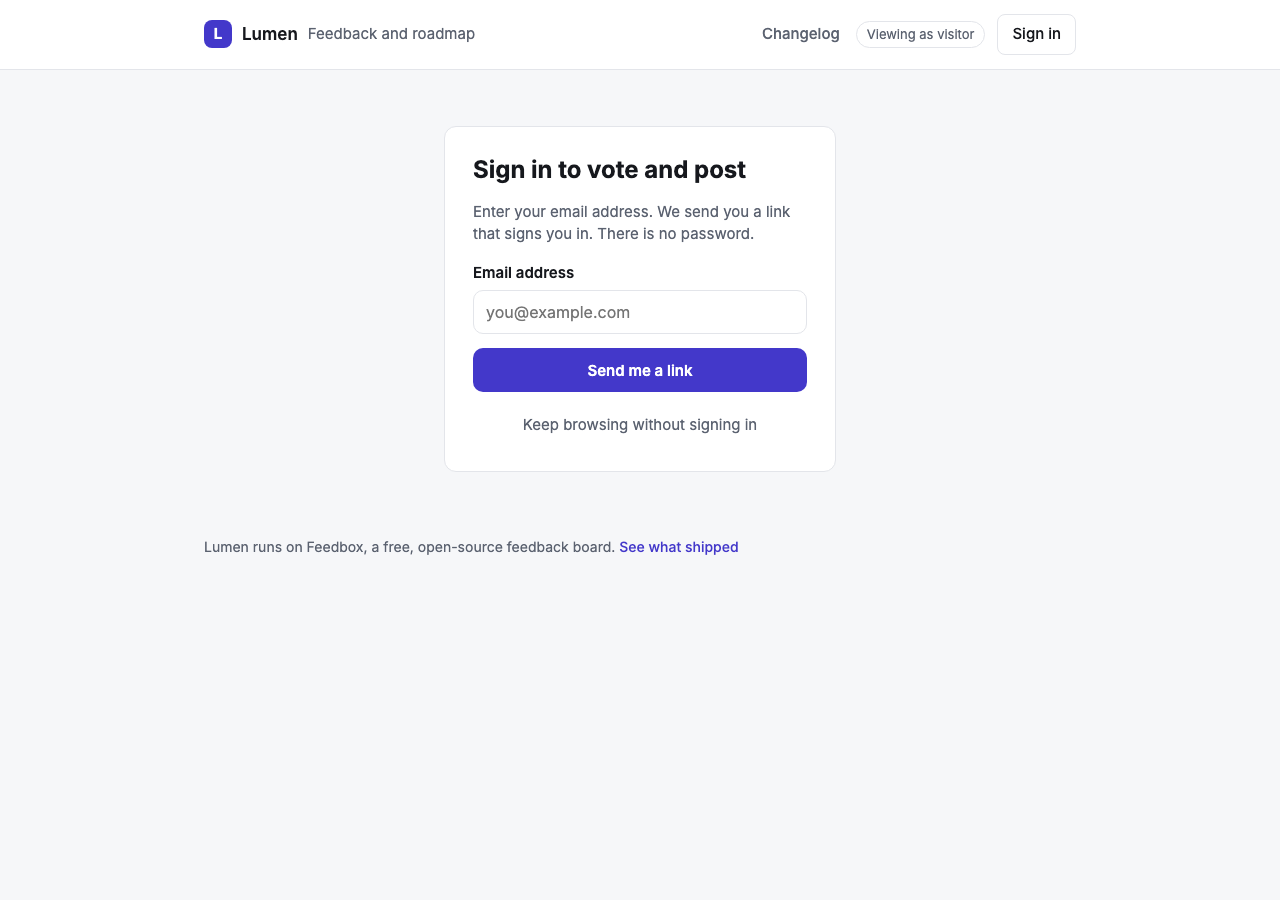 L Lumen Feedback and roadmap Changelog Viewing as visitor Sign in
Sign in to vote and post
Enter your email address. We send you a link
that signs you in. There is no password.
Email address
you@example.com
Send me a link
Keep browsing without signing in
Lumen runs on Feedbox, a free, open-source feedback board. See what shipped